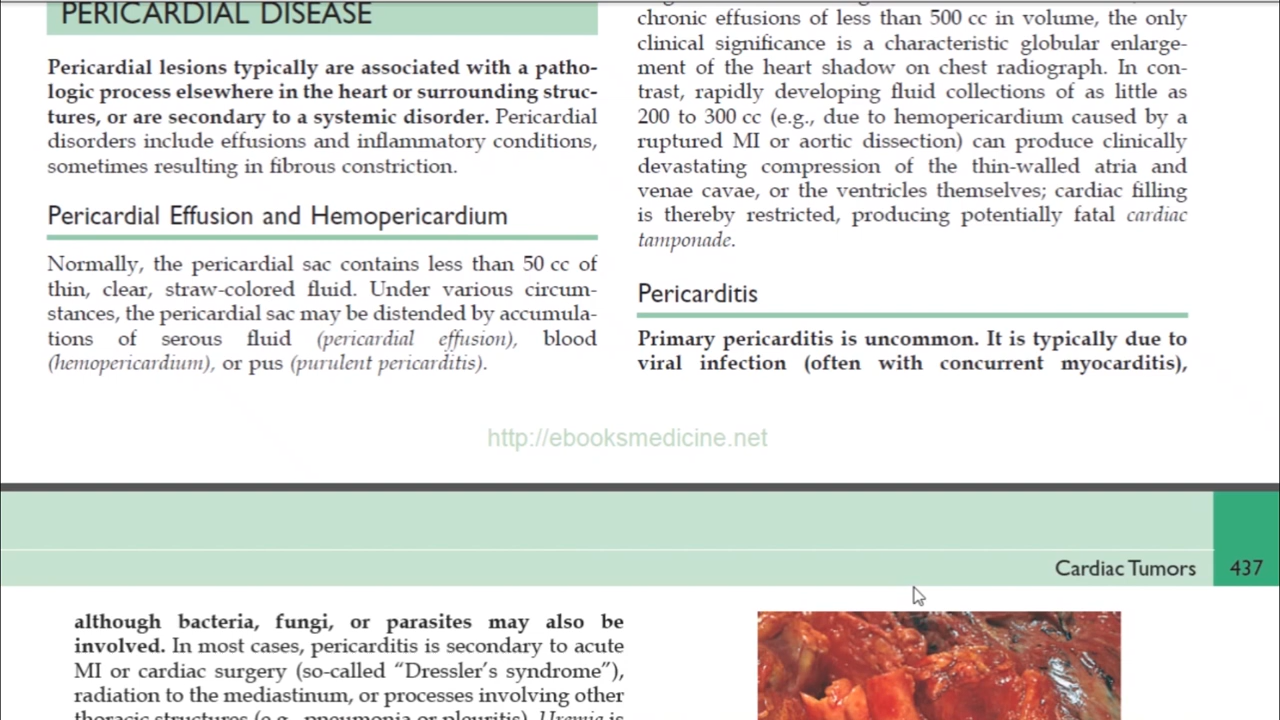 PERICARDIAL DISEASE
Pericardial lesions typically are associated with a patho-
logic process elsewhere in the heart or surrounding struc-
tures, or are secondary to a systemic disorder. Pericardial
disorders include effusions and inflammatory conditions,
sometimes resulting in fibrous constriction.
Pericardial Effusion and Hemopericardium
Normally, the pericardial sac contains less than 50 cc of
thin, clear, straw-colored fluid. Under various circum-
stances, the pericardial sac may be distended by accumula-
tions of serous fluid (pericardial effusion), blood
(hemopericardium), or pus (purulent pericarditis).
chronic effusions of less than 500 cc in volume, the only
clinical significance is a characteristic globular enlarge-
ment of the heart shadow on chest radiograph. In con-
trast, rapidly developing fluid collections of as little as
200 to 300 cc (e.g., due to hemopericardium caused by a
ruptured MI or aortic dissection) can produce clinically
devastating compression of the thin-walled atria and
venae cavae, or the ventricles themselves; cardiac filling
is thereby restricted, producing potentially fatal cardiac
tamponade.
Pericarditis
Primary pericarditis is uncommon. It is typically due to
viral infection (often with concurrent myocarditis),
http://ebooksmedicine.net
Cardiac Tumors 437
although bacteria, fungi, or parasites may also be
involved. In most cases, pericarditis is secondary to acute
MI or cardiac surgery (so-called “Dressler’s syndrome”),
radiation to the mediastinum, or processes involving other
thoracic structures (e.g., pneumonia or pleuritis). Uremia is